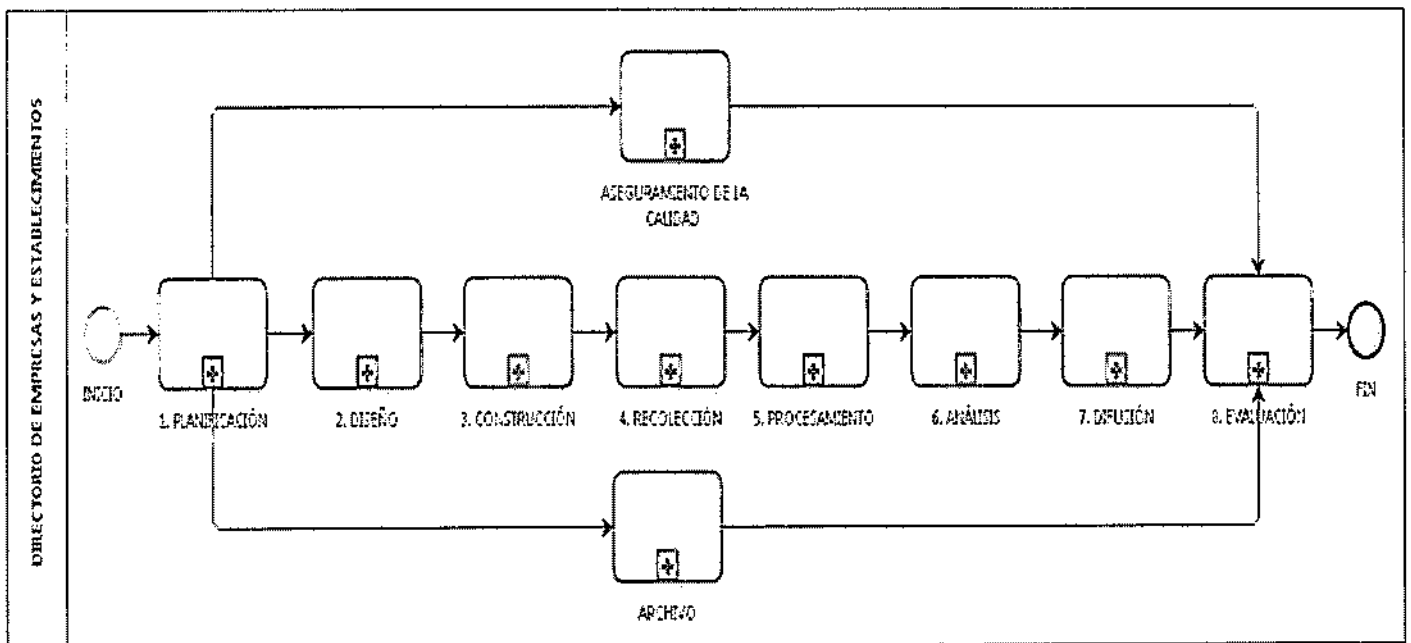 DIRECTORIO DE EMPRESAS Y ESTABLECIMIENTOS
ASEGURAMIENTO DE LA
CALIDAD
INICIO
1. PLANIFICACIÓN
2. DISEÑO
3. CONSTRUCCIÓN
4. RECOLECCIÓN
5. PROCESAMIENTO
6. ANÁLISIS
7. DIFUCIÓN
8. EVALUACIÓN
FIN
ARCHIVO